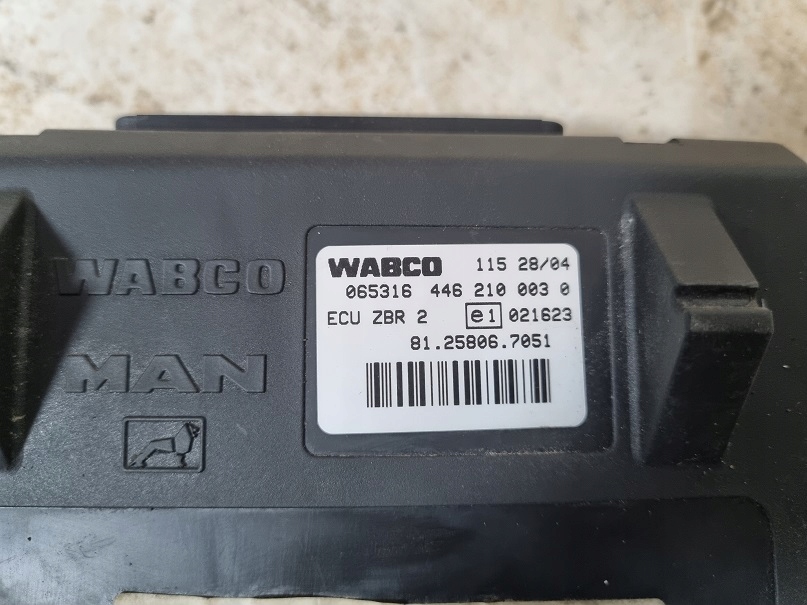 WABCO
MAN
WABCO 115 28/04
065316 446 210 003 0
ECU ZBR 2 e1 021623
81.25806.7051